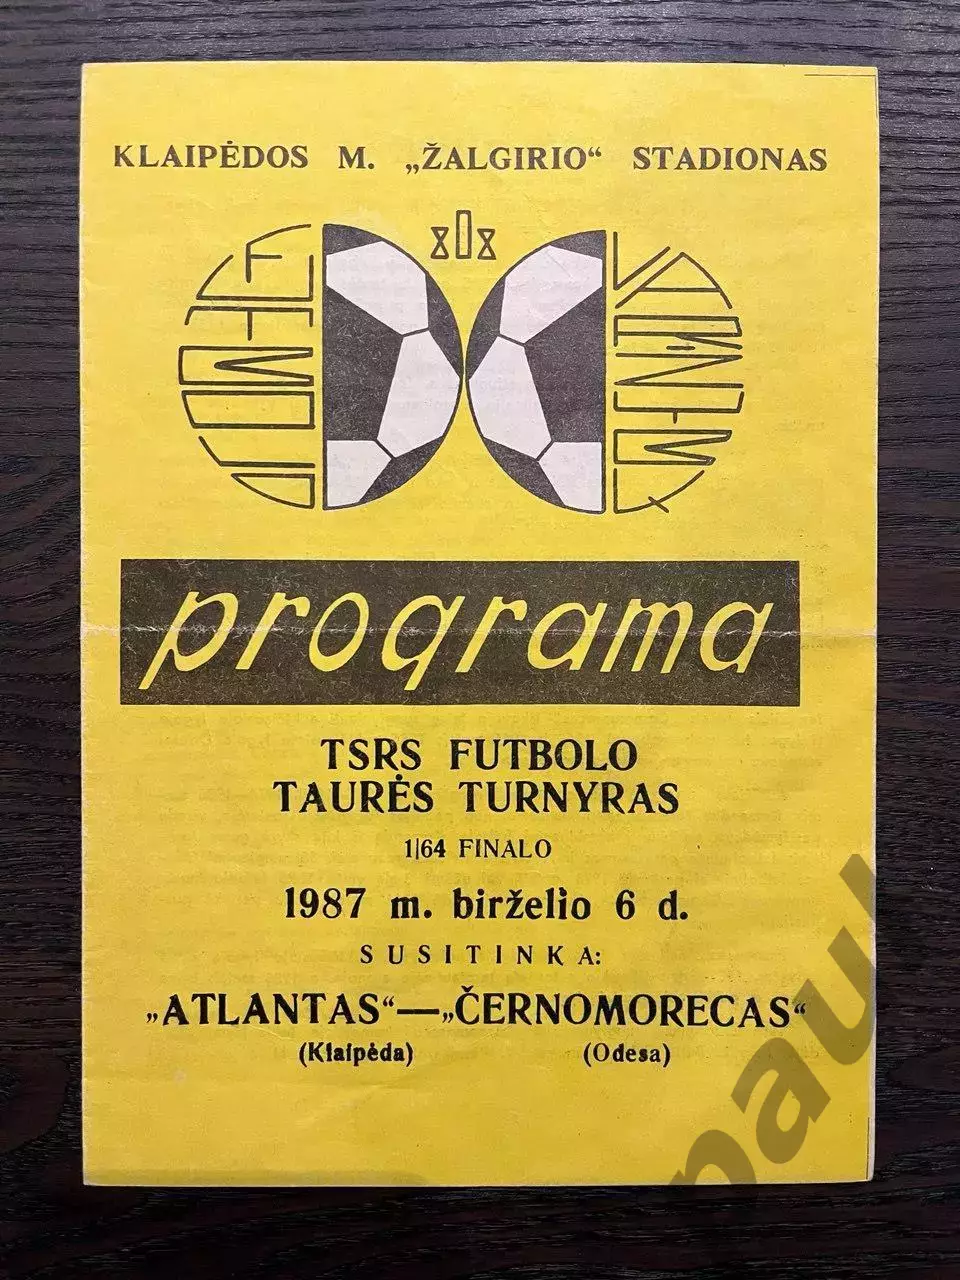 KLAIPĖDOS M. „ŽALGIRIO“ STADIONAS
programa
TSRS FUTBOLO
TAURĖS TURNYRAS
1|64 FINALO
1987 m. birželio 6 d.
SUSITINKA:
„ATLANTAS“—„ČERNOMORECAS“
(Klaipėda) (Odesa)
pau